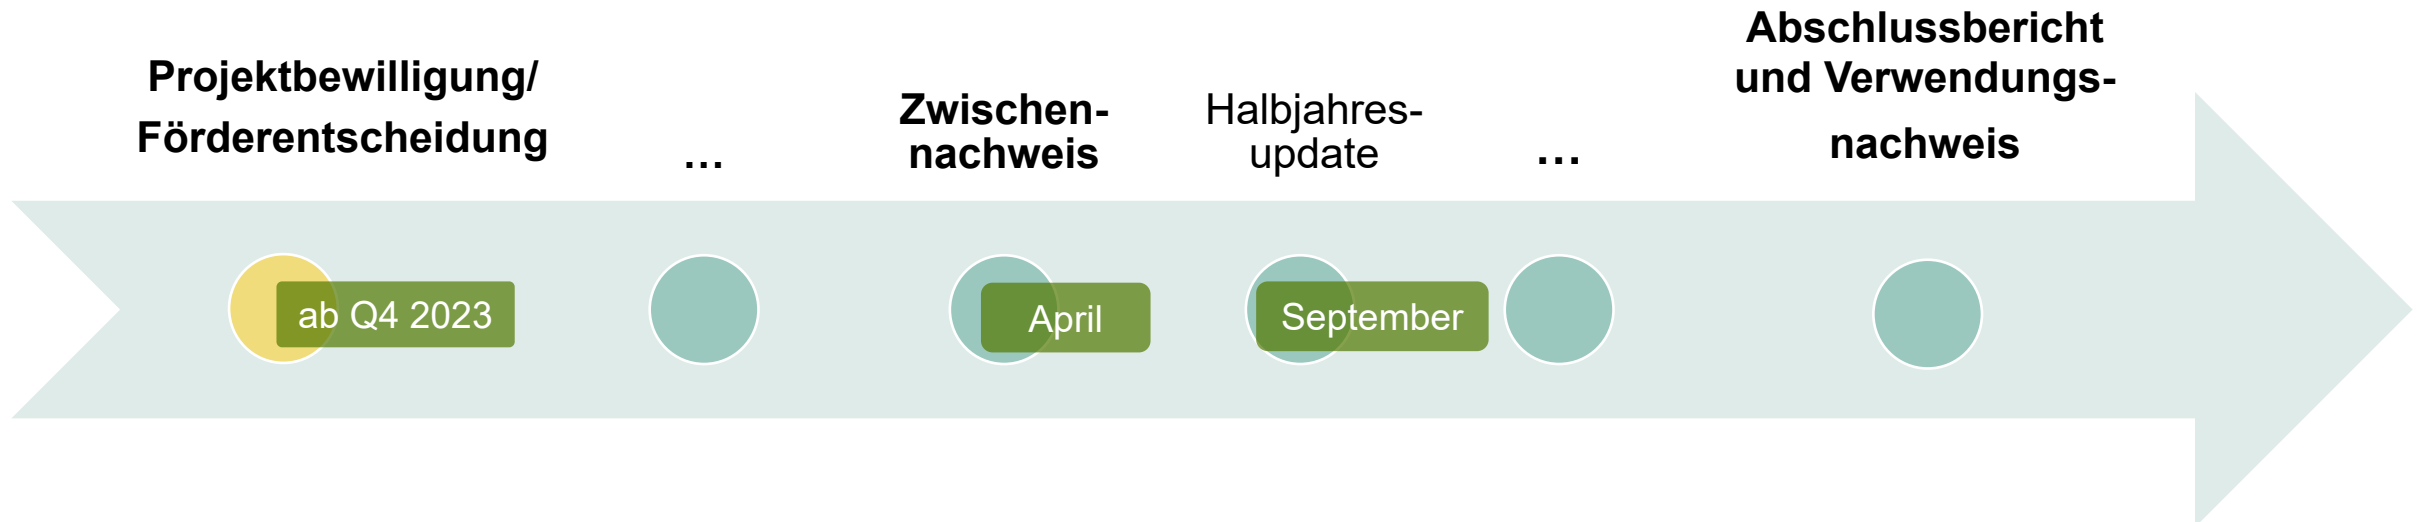 Projektbewilligung/
Förderentscheidung
...
Zwischen-
nachweis
Halbjahres-
update
...
Abschlussbericht
und Verwendungs-
nachweis
ab Q4 2023
April
September